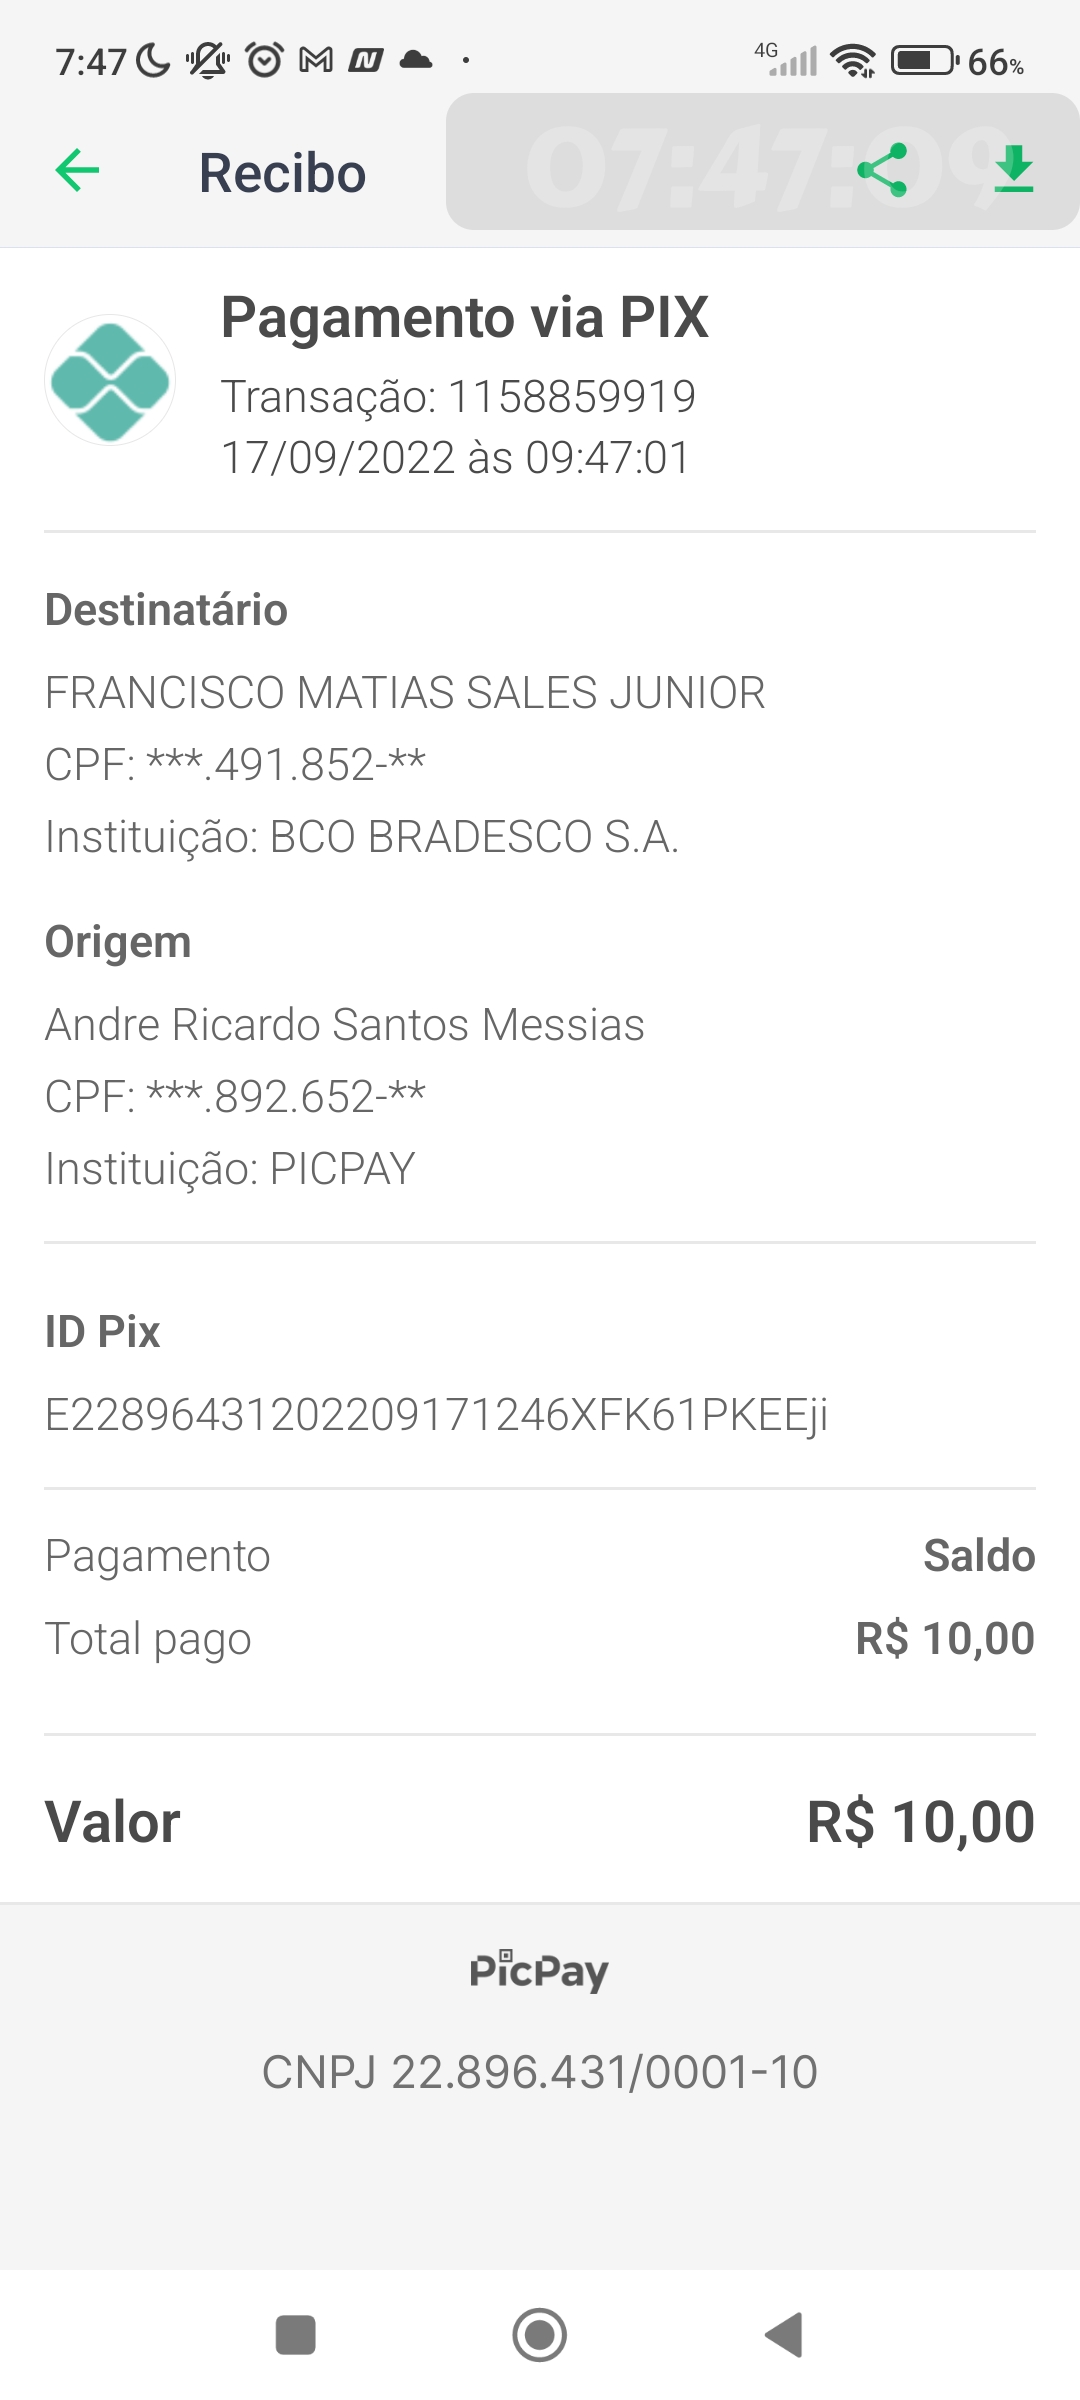 7:47
4G
66%
Recibo
07:47:09
Pagamento via PIX
Transação: 1158859919
17/09/2022 às 09:47:01
Destinatário
FRANCISCO MATIAS SALES JUNIOR
CPF: ***.491.852-**
Instituição: BCO BRADESCO S.A.
Origem
Andre Ricardo Santos Messias
CPF: ***.892.652-**
Instituição: PICPAY
ID Pix
E22896431202209171246XFK61PKEEji
Pagamento Saldo
Total pago R$ 10,00
Valor R$ 10,00
PicPay
CNPJ 22.896.431/0001-10